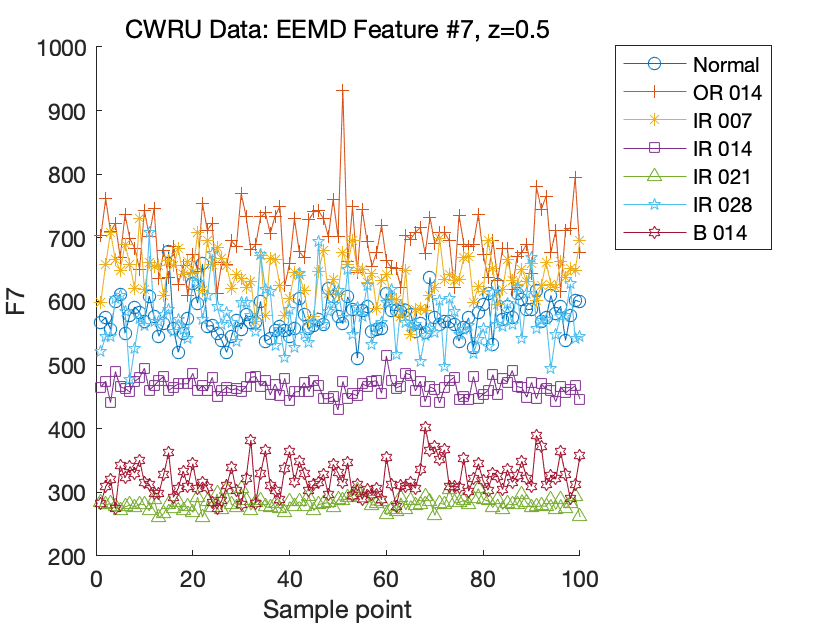 CWRU Data: EEMD Feature #7, z=0.5
1000
900
800
700
600
500
400
300
200
F7
0 20 40 60 80 100
Sample point
Normal
OR 014
IR 007
IR 014
IR 021
IR 028
B 014